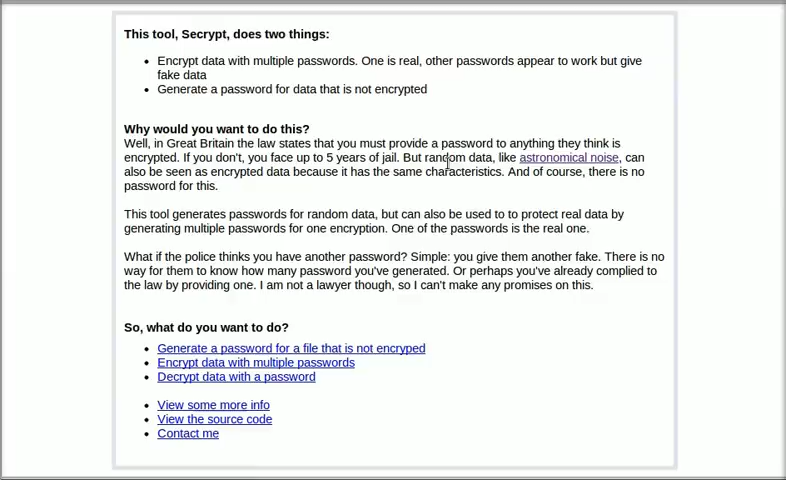 This tool, Secrypt, does two things:
• Encrypt data with multiple passwords. One is real, other passwords appear to work but give
fake data
• Generate a password for data that is not encrypted
Why would you want to do this?
Well, in Great Britain the law states that you must provide a password to anything they think is
encrypted. If you don't, you face up to 5 years of jail. But random data, like astronomical noise, can
also be seen as encrypted data because it has the same characteristics. And of course, there is no
password for this.
This tool generates passwords for random data, but can also be used to to protect real data by
generating multiple passwords for one encryption. One of the passwords is the real one.
What if the police thinks you have another password? Simple: you give them another fake. There is no
way for them to know how many password you've generated. Or perhaps you've already complied to
the law by providing one. I am not a lawyer though, so I can't make any promises on this.
So, what do you want to do?
• Generate a password for a file that is not encryped
• Encrypt data with multiple passwords
• Decrypt data with a password
• View some more info
• View the source code
• Contact me